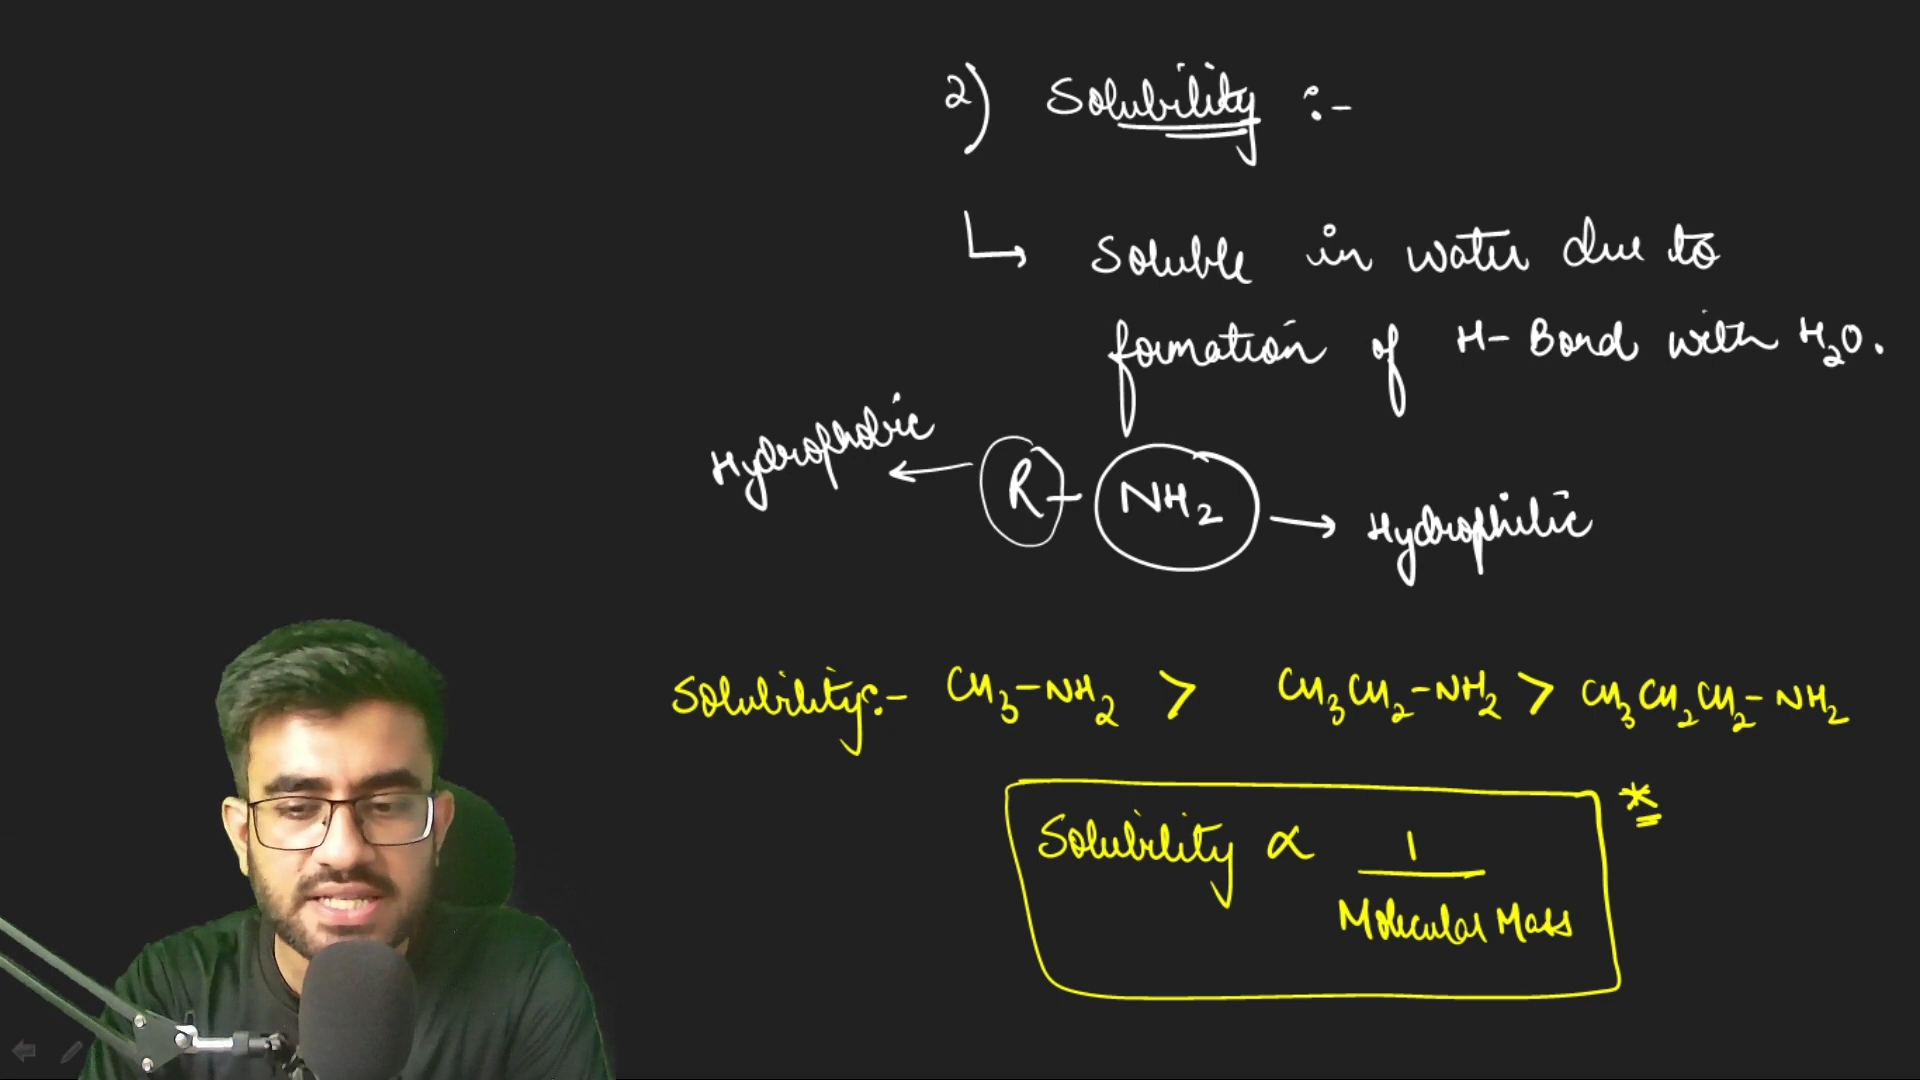 2) Solubility :-
↳ Soluble in water due to
formation of H-Bond with H₂O.
Hydrophobic ← R-NH₂ → Hydrophilic
Solubility:- CH₃-NH₂ > CH₃CH₂-NH₂ > CH₃CH₂CH₂-NH₂
Solubility ∝ 1 / Molecular Mass *